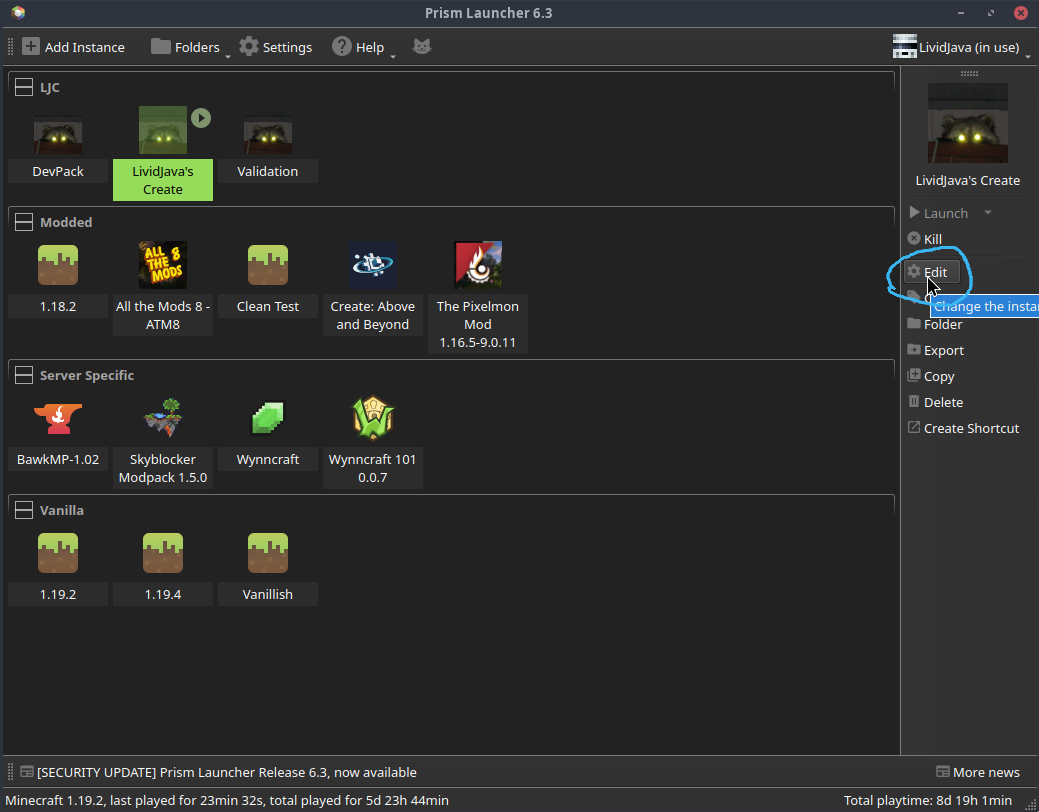 Prism Launcher 6.3
Add Instance
Folders
Settings
Help
LividJava (in use)
LJC
DevPack
LividJava's
Create
Validation
LividJava's Create
Launch
Kill
Edit
Change the insta
Folder
Export
Copy
Delete
Create Shortcut
Modded
ALL
THE 8
MODS
1.18.2
All the Mods 8 -
ATM8
Clean Test
Create: Above
and Beyond
The Pixelmon
Mod
1.16.5-9.0.11
Server Specific
BawkMP-1.02
Skyblocker
Modpack 1.5.0
Wynncraft
Wynncraft 101
0.0.7
Vanilla
1.19.2
1.19.4
Vanillish
[SECURITY UPDATE] Prism Launcher Release 6.3, now available
More news
Minecraft 1.19.2, last played for 23min 32s, total played for 5d 23h 44min
Total playtime: 8d 19h 1min